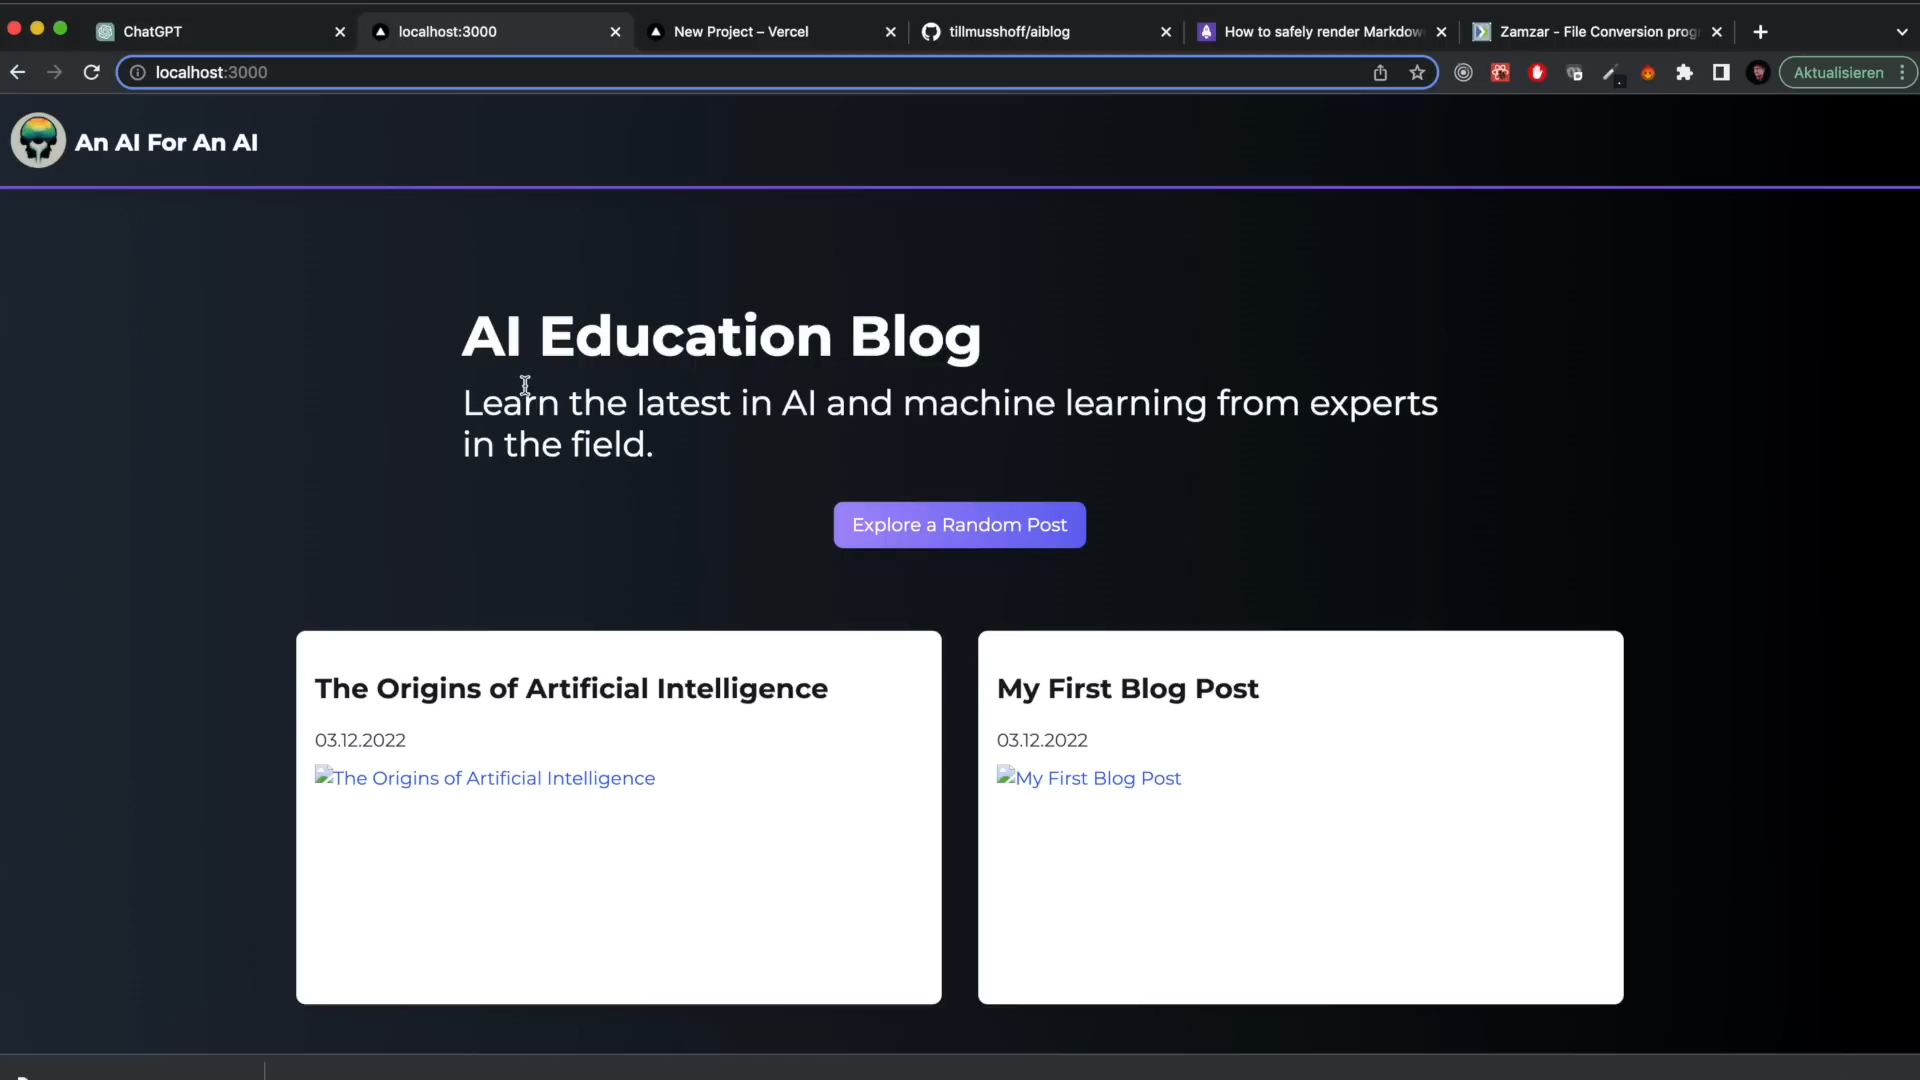 ChatGPT
localhost:3000
New Project – Vercel
tillmusshoff/aiblog
How to safely render Markdow
Zamzar - File Conversion prog
localhost:3000
Aktualisieren
An AI For An AI
AI Education Blog
Learn the latest in AI and machine learning from experts
in the field.
Explore a Random Post
The Origins of Artificial Intelligence
My First Blog Post
03.12.2022
03.12.2022
The Origins of Artificial Intelligence
My First Blog Post